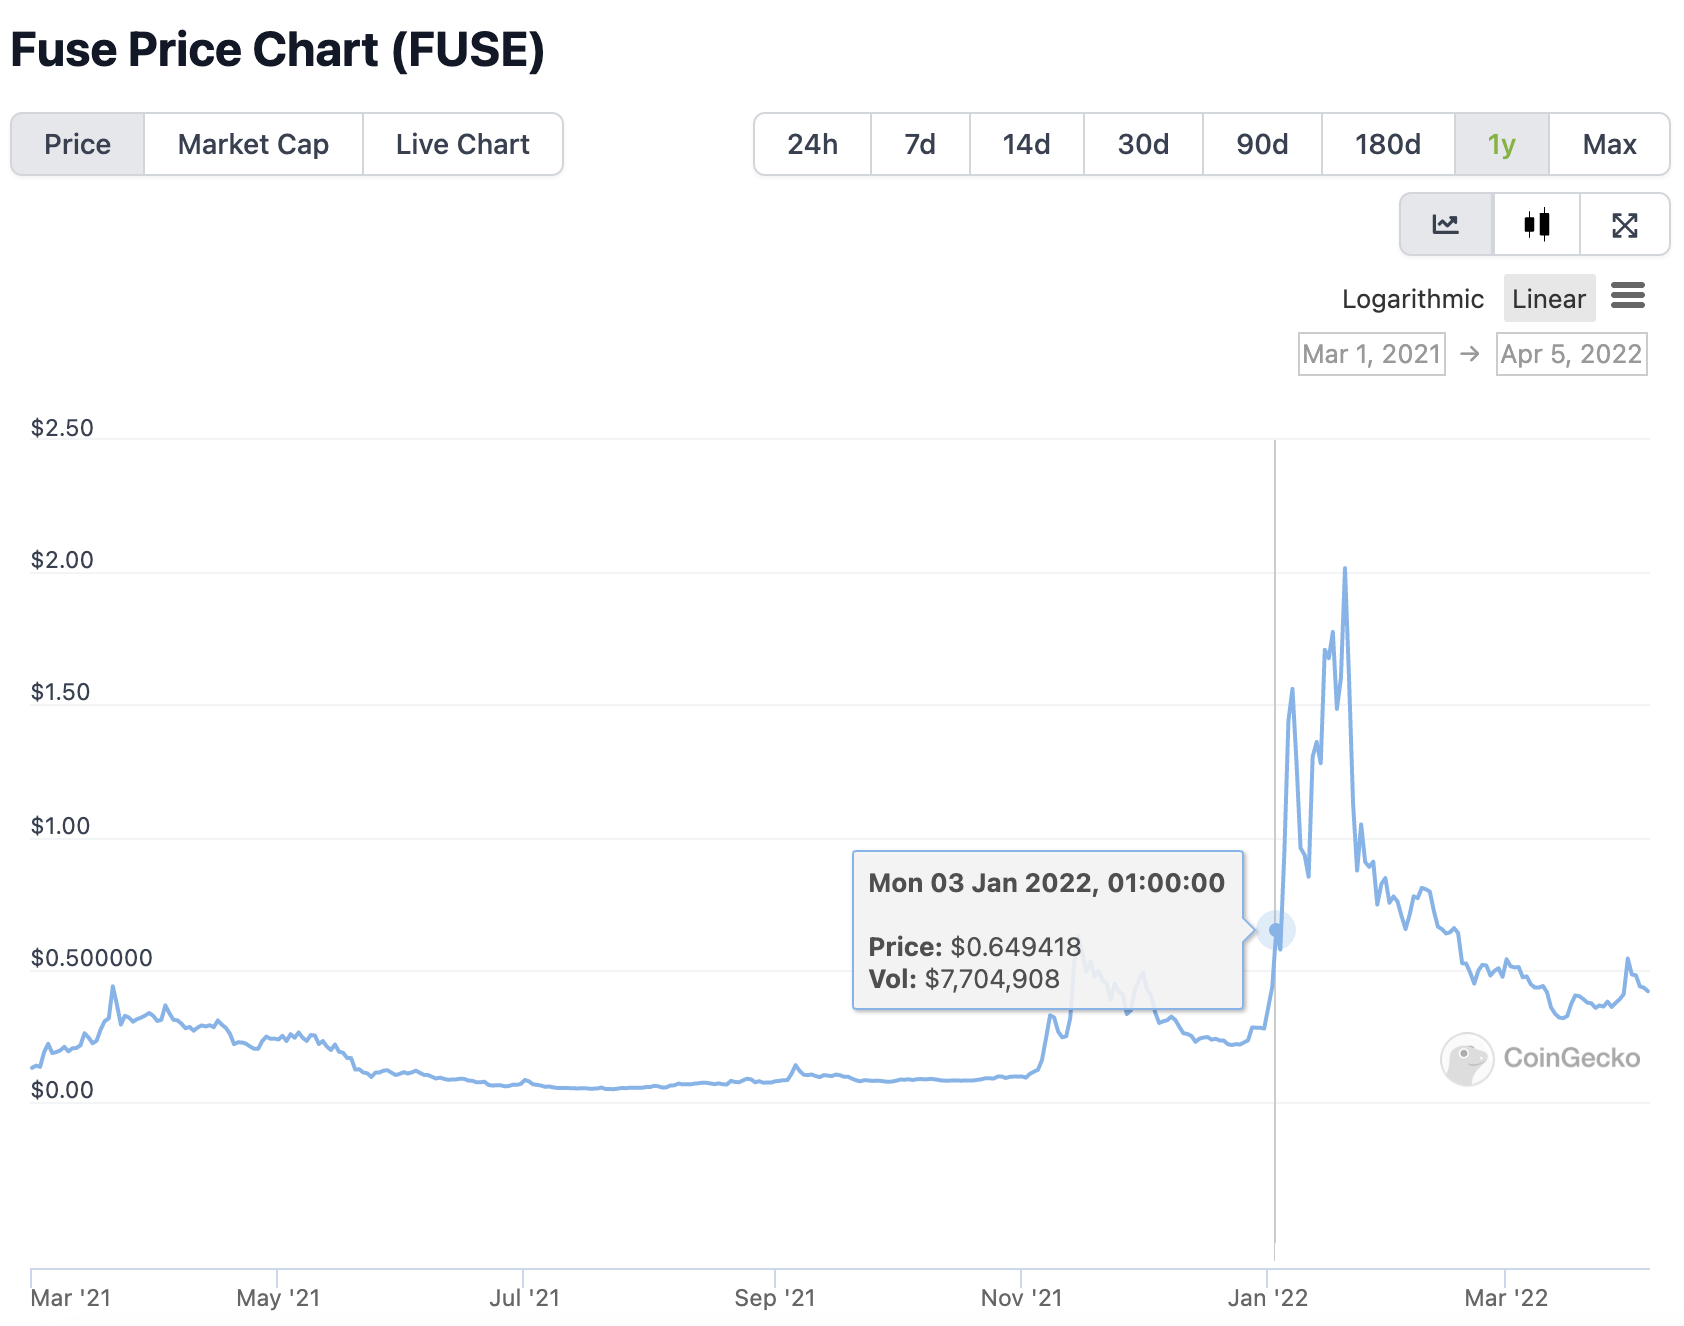 Fuse Price Chart (FUSE)
Price Market Cap Live Chart 24h 7d 14d 30d 90d 180d 1y Max
Logarithmic Linear
Mar 1, 2021 → Apr 5, 2022
$2.50
$2.00
$1.50
$1.00
Mon 03 Jan 2022, 01:00:00
Price: $0.649418
$0.500000
Vol: $7,704,908
CoinGecko
$0.00
Mar '21 May '21 Jul '21 Sep '21 Nov '21 Jan '22 Mar '22